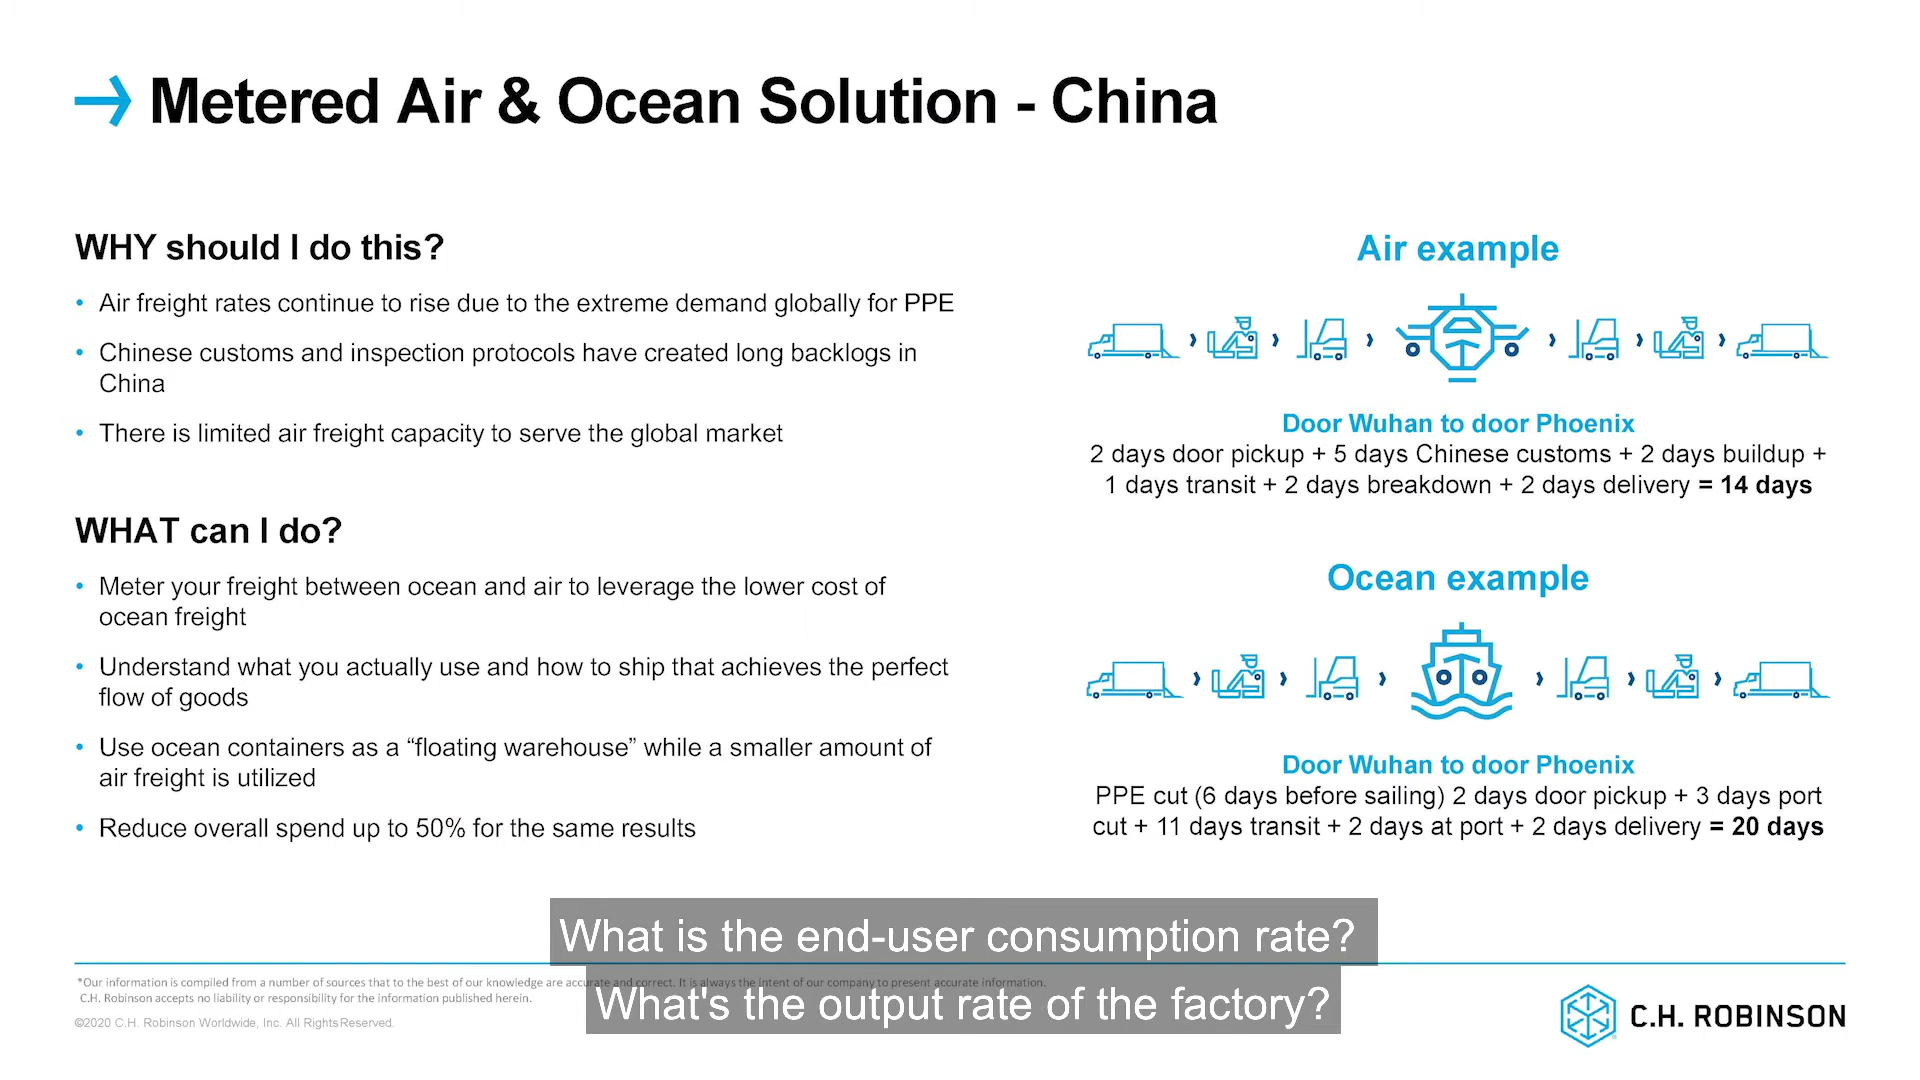 Metered Air & Ocean Solution - China
WHY should I do this?
• Air freight rates continue to rise due to the extreme demand globally for PPE
• Chinese customs and inspection protocols have created long backlogs in
China
• There is limited air freight capacity to serve the global market
WHAT can I do?
• Meter your freight between ocean and air to leverage the lower cost of
ocean freight
• Understand what you actually use and how to ship that achieves the perfect
flow of goods
• Use ocean containers as a “floating warehouse” while a smaller amount of
air freight is utilized
• Reduce overall spend up to 50% for the same results
Air example
Door Wuhan to door Phoenix
2 days door pickup + 5 days Chinese customs + 2 days buildup +
1 days transit + 2 days breakdown + 2 days delivery = 14 days
Ocean example
Door Wuhan to door Phoenix
PPE cut (6 days before sailing) 2 days door pickup + 3 days port
cut + 11 days transit + 2 days at port + 2 days delivery = 20 days
What is the end-user consumption rate?
What's the output rate of the factory?
*Our information is compiled from a number of sources that to the best of our knowledge are accurate and correct. It is always the intent of our company to present accurate information.
C.H. Robinson accepts no liability or responsibility for the information published herein.
©2020 C.H. Robinson Worldwide, Inc. All Rights Reserved.
C.H. ROBINSON